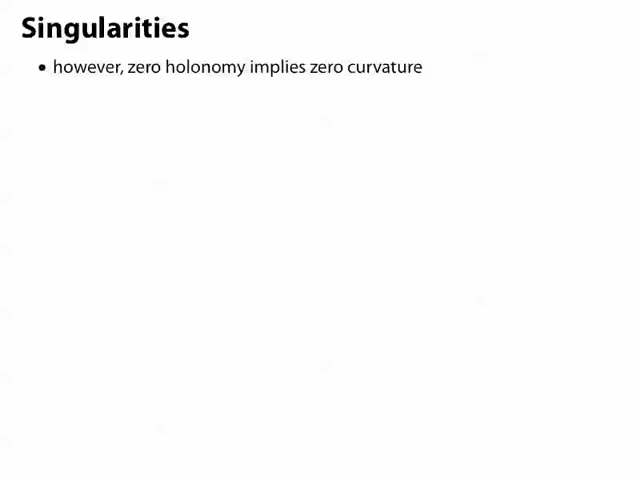 Singularities
• however, zero holonomy implies zero curvature